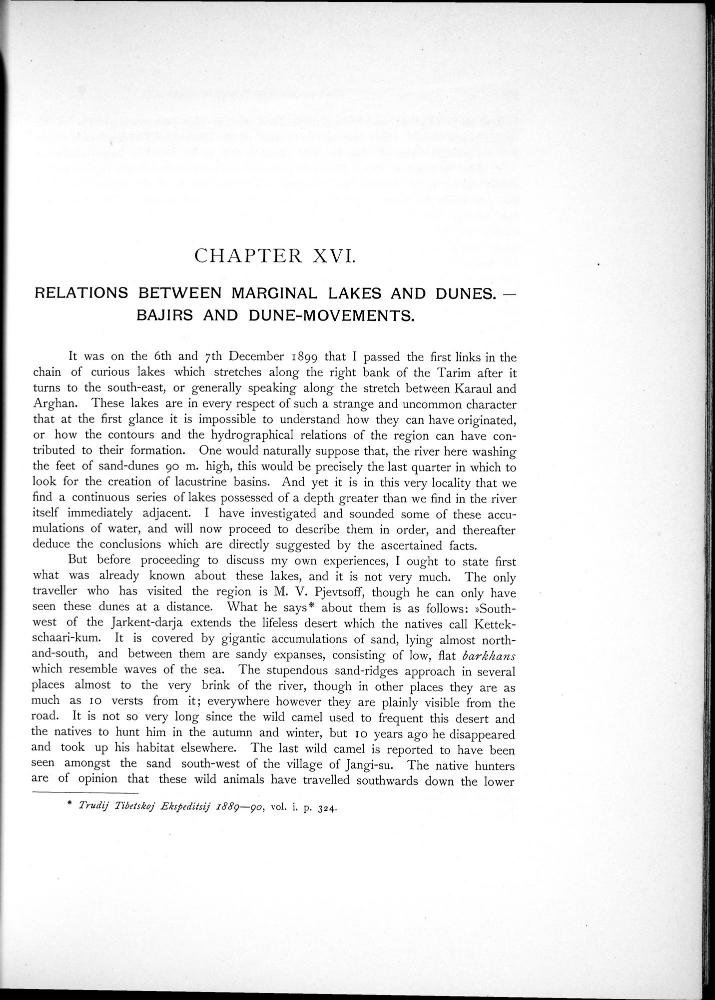 CHAPTER XVI.
RELATIONS BETWEEN MARGINAL LAKES AND DUNES. —
BAJIRS AND DUNE-MOVEMENTS.
It was on the 6th and 7th December 1899 that I passed the first links in the
chain of curious lakes which stretches along the right bank of the Tarim after it
turns to the south-east, or generally speaking along the stretch between Karaul and
Arghan. These lakes are in every respect of such a strange and uncommon character
that at the first glance it is impossible to understand how they can have originated,
or how the contours and the hydrographical relations of the region can have con-
tributed to their formation. One would naturally suppose that, the river here washing
the feet of sand-dunes 90 m. high, this would be precisely the last quarter in which to
look for the creation of lacustrine basins. And yet it is in this very locality that we
find a continuous series of lakes possessed of a depth greater than we find in the river
itself immediately adjacent. I have investigated and sounded some of these accu-
mulations of water, and will now proceed to describe them in order, and thereafter
deduce the conclusions which are directly suggested by the ascertained facts.
But before proceeding to discuss my own experiences, I ought to state first
what was already known about these lakes, and it is not very much. The only
traveller who has visited the region is M. V. Pjevtsoff, though he can only have
seen these dunes at a distance. What he says* about them is as follows: »South-
west of the Jarkent-darja extends the lifeless desert which the natives call Kettek-
schaari-kum. It is covered by gigantic accumulations of sand, lying almost north-
and-south, and between them are sandy expanses, consisting of low, flat barkhans
which resemble waves of the sea. The stupendous sand-ridges approach in several
places almost to the very brink of the river, though in other places they are as
much as 10 versts from it; everywhere however they are plainly visible from the
road. It is not so very long since the wild camel used to frequent this desert and
the natives to hunt him in the autumn and winter, but 10 years ago he disappeared
and took up his habitat elsewhere. The last wild camel is reported to have been
seen amongst the sand south-west of the village of Jangi-su. The native hunters
are of opinion that these wild animals have travelled southwards down the lower
* Trudij Tibetskoj Ekspeditsij 1889—90, vol. i. p. 324.